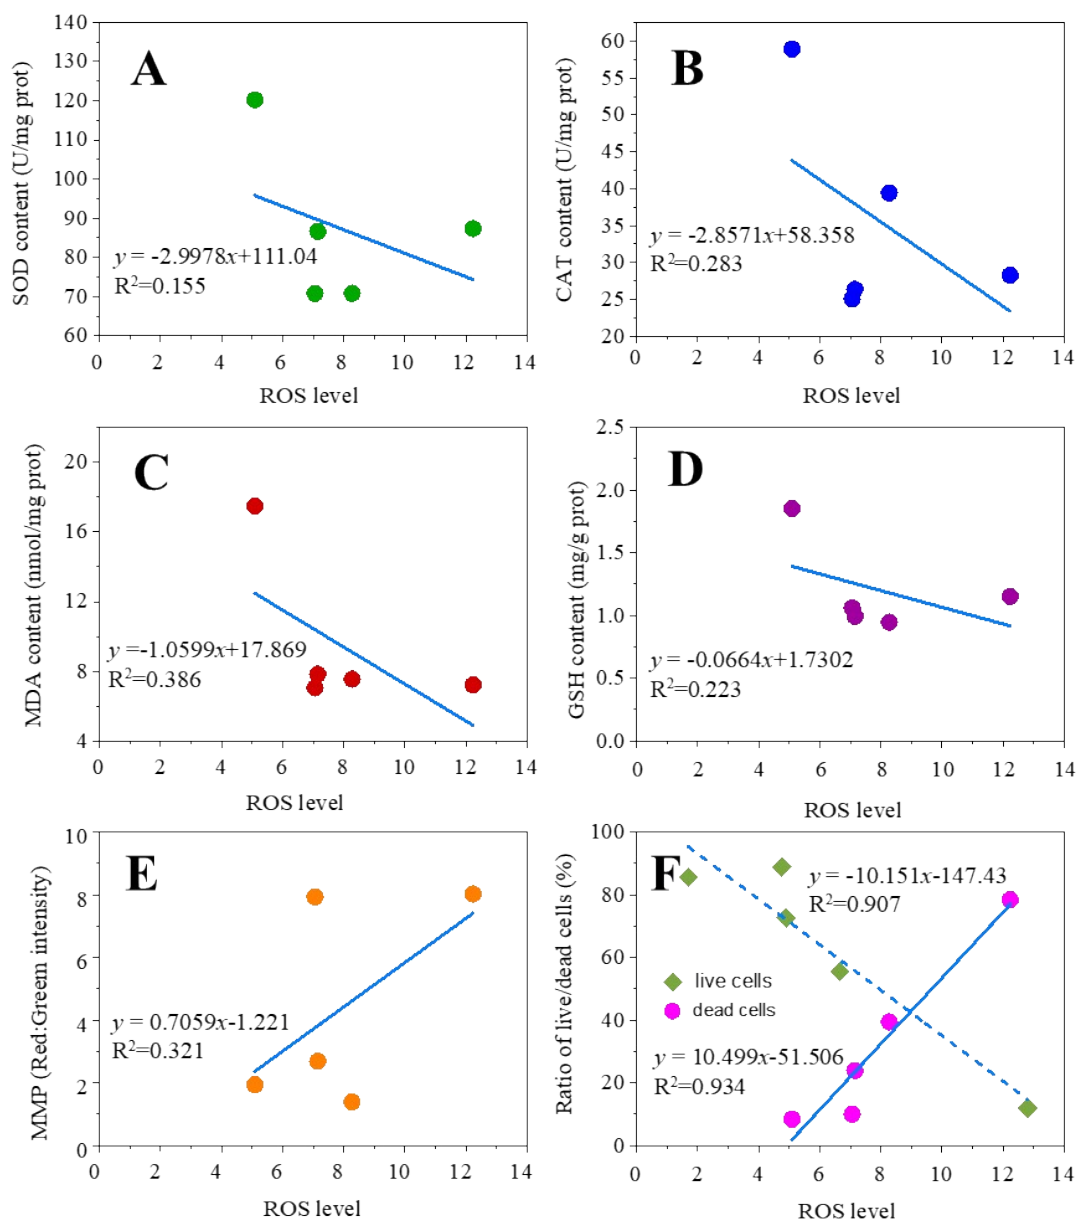 A
SOD content (U/mg prot)
140
130
120
110
100
90
80
70
60
y = -2.9978x+111.04
R²=0.155
0 2 4 6 8 10 12 14
ROS level
B
CAT content (U/mg prot)
60
55
50
45
40
35
30
25
20
y = -2.8571x+58.358
R²=0.283
0 2 4 6 8 10 12 14
ROS level
C
MDA content (nmol/mg prot)
20
16
12
8
4
y =-1.0599x+17.869
R²=0.386
0 2 4 6 8 10 12 14
ROS level
D
GSH content (mg/g prot)
2.5
2.0
1.5
1.0
0.5
0.0
y = -0.0664x+1.7302
R²=0.223
0 2 4 6 8 10 12 14
ROS level
E
MMP (Red:Greem intensity)
10
8
6
4
2
0
y = 0.7059x-1.221
R²=0.321
0 2 4 6 8 10 12 14
ROS level
F
Ratio of live/dead cells (%)
100
80
60
40
20
0
y = -10.151x-147.43
R²=0.907
live cells
dead cells
y = 10.499x-51.506
R²=0.934
0 2 4 6 8 10 12 14
ROS level